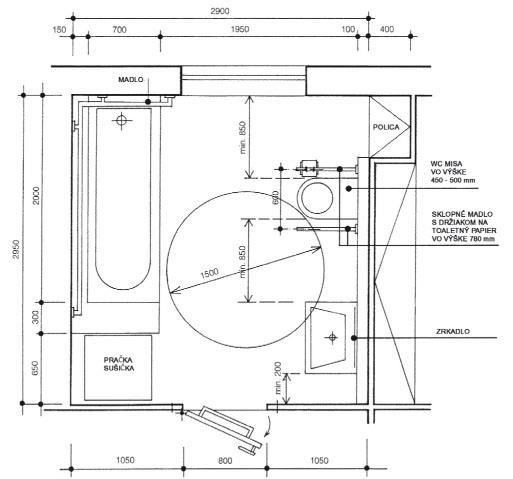 2900
150
700
1950
100
400
MADLO
POLICA
min. 850
WC MISA
VO VÝŠKE
450 - 500 mm
600
SKLOPNÉ MADLO
S DRŽIAKOM NA
TOALETNÝ PAPIER
VO VÝŠKE 780 mm
2000
2950
min. 850
1500
300
ZRKADLO
PRAČKA
SUŠIČKA
650
min. 200
1050
800
1050